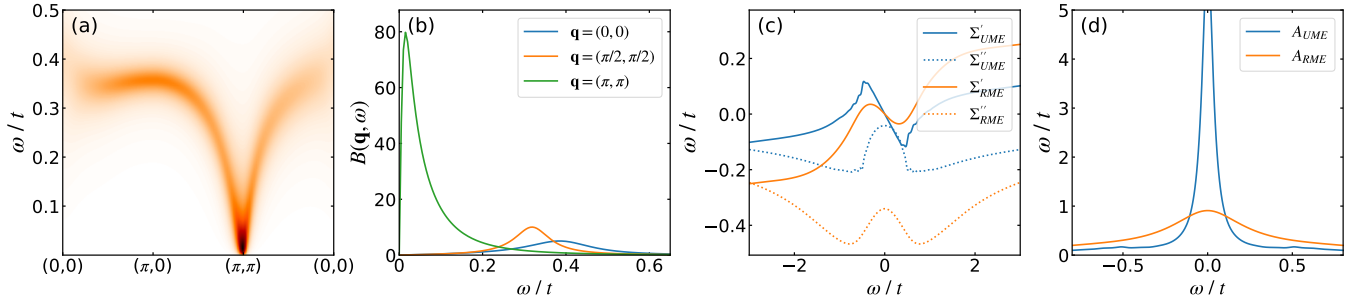 (a)
ω / t
0.5
0.4
0.3
0.2
0.1
(0,0)
(π,0)
(π,π)
(0,0)
(b)
B(q, ω)
80
60
40
20
0
q = (0, 0)
q = (π/2, π/2)
q = (π, π)
0
0.2
0.4
0.6
ω / t
(c)
ω / t
0.2
0.0
−0.2
−0.4
Σ′UME
Σ′′UME
Σ′RME
Σ′′RME
−2
0
2
ω / t
(d)
ω / t
5
4
3
2
1
0
AUME
ARME
−0.5
0.0
0.5
ω / t